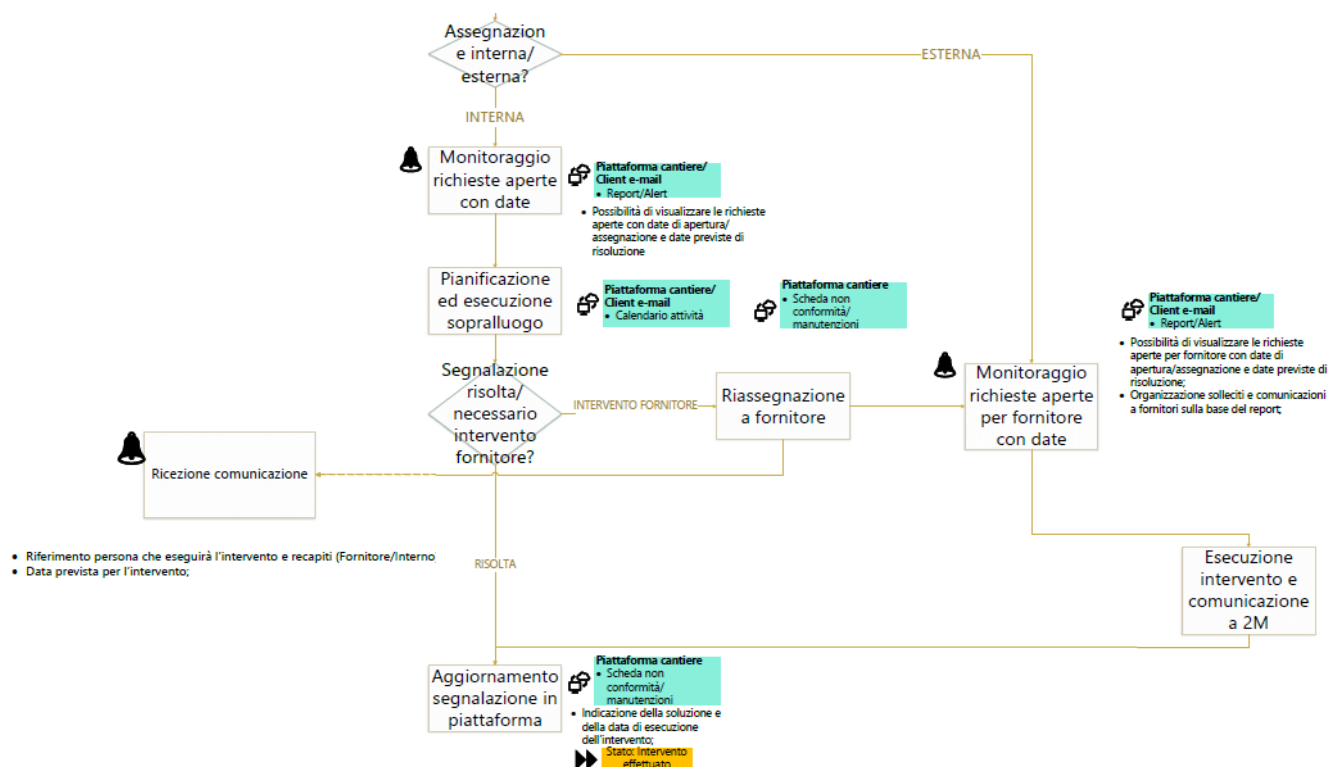 Assegnazion
e interna/
esterna?
ESTERNA
INTERNA
Monitoraggio
richieste aperte
con date
Piattaforma cantiere/
Client e-mail
• Report/Alert
• Possibilità di visualizzare le richieste
aperte con date di apertura/
assegnazione e date previste di
risoluzione
Pianificazione
ed esecuzione
sopralluogo
Piattaforma cantiere/
Client e-mail
• Calendario attività
Piattaforma cantiere
• Scheda non
conformità/
manutenzioni
Piattaforma cantiere/
Client e-mail
• Report/Alert
• Possibilità di visualizzare le richieste
aperte per fornitore con date di
apertura/assegnazione e date previste di
risoluzione;
• Organizzazione solleciti e comunicazioni
a fornitori sulla base del report;
Segnalazione
risolta/
necessario
intervento
fornitore?
INTERVENTO FORNITORE
Riassegnazione
a fornitore
Monitoraggio
richieste aperte
per fornitore
con date
Ricezione comunicazione
• Riferimento persona che eseguirà l'intervento e recapiti (Fornitore/Interno)
• Data prevista per l'intervento;
RISOLTA
Esecuzione
intervento e
comunicazione
a 2M
Aggiornamento
segnalazione in
piattaforma
Piattaforma cantiere
• Scheda non
conformità/
manutenzioni
• Indicazione della soluzione e
della data di esecuzione
dell'intervento;
Stato: Intervento
effettuato